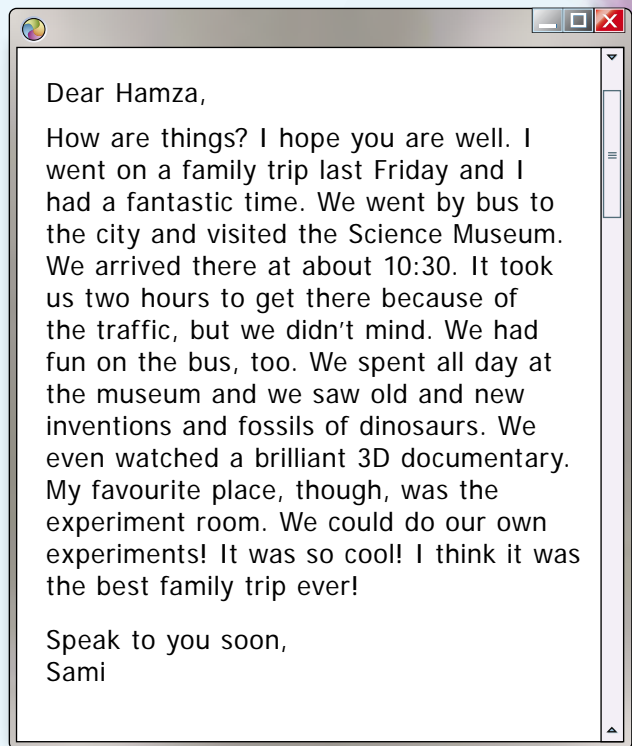 Dear Hamza,
How are things? I hope you are well. I
went on a family trip last Friday and I
had a fantastic time. We went by bus to
the city and visited the Science Museum.
We arrived there at about 10:30. It took
us two hours to get there because of
the traffic, but we didn't mind. We had
fun on the bus, too. We spent all day at
the museum and we saw old and new
inventions and fossils of dinosaurs. We
even watched a brilliant 3D documentary.
My favourite place, though, was the
experiment room. We could do our own
experiments! It was so cool! I think it was
the best family trip ever!
Speak to you soon,
Sami